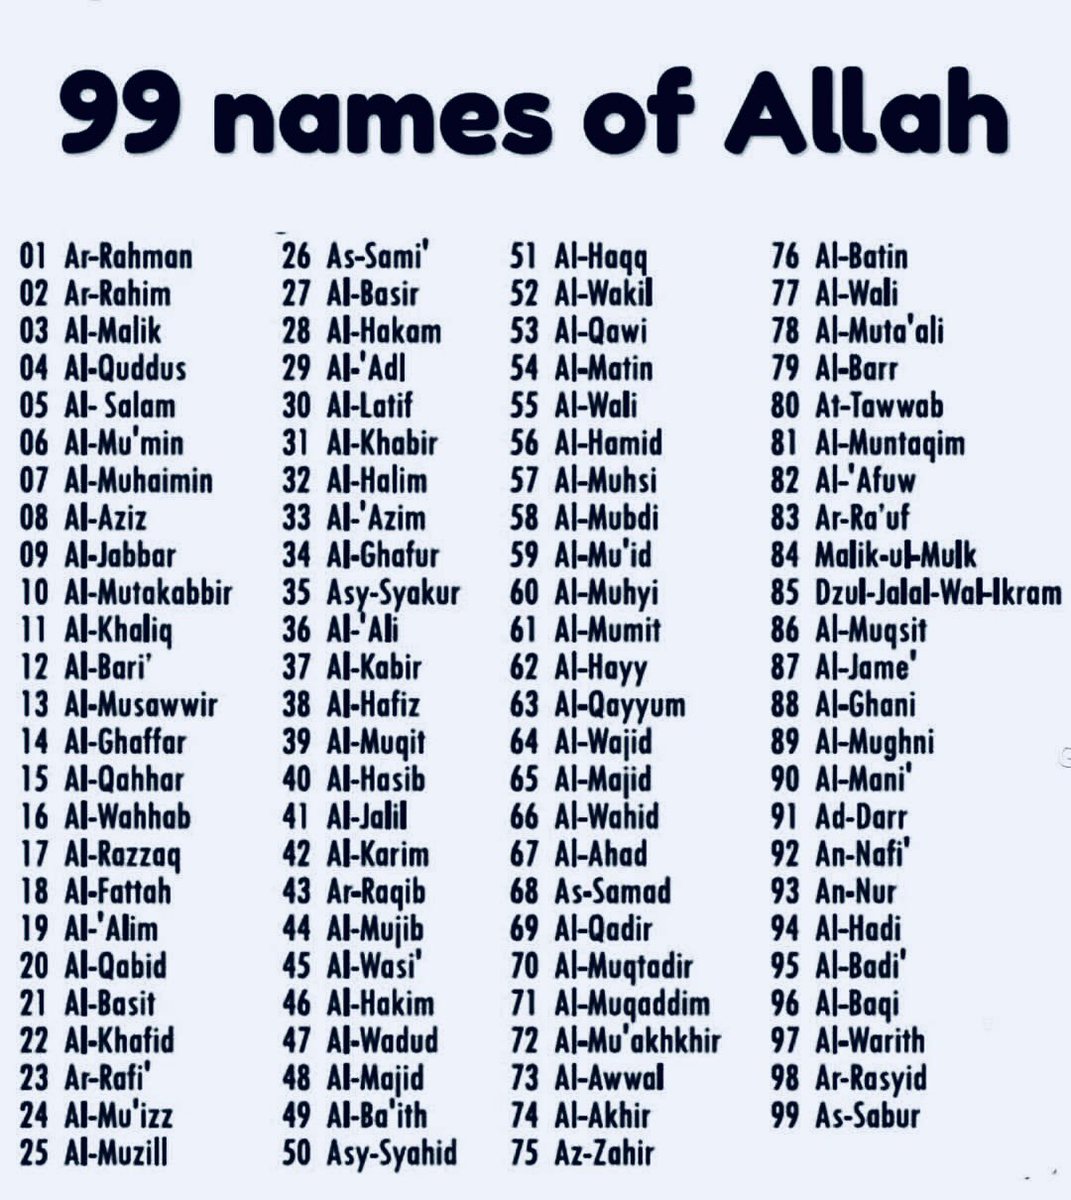 99 names of Allah
01 Ar-Rahman
02 Ar-Rahim
03 Al-Malik
04 Al-Quddus
05 Al- Salam
06 Al-Mu'min
07 Al-Muhaimin
08 Al-Aziz
09 Al-Jabbar
10 Al-Mutakabbir
11 Al-Khaliq
12 Al-Bari’
13 Al-Musawwir
14 Al-Ghaffar
15 Al-Qahhar
16 Al-Wahhab
17 Al-Razzaq
18 Al-Fattah
19 Al-'Alim
20 Al-Qabid
21 Al-Basit
22 Al-Khafid
23 Ar-Rafi'
24 Al-Mu'izz
25 Al-Muzill
26 As-Sami'
27 Al-Basir
28 Al-Hakam
29 Al-'Adl
30 Al-Latif
31 Al-Khabir
32 Al-Halim
33 Al-'Azim
34 Al-Ghafur
35 Asy-Syakur
36 Al-'Ali
37 Al-Kabir
38 Al-Hafiz
39 Al-Muqit
40 Al-Hasib
41 Al-Jalil
42 Al-Karim
43 Ar-Raqib
44 Al-Mujib
45 Al-Wasi'
46 Al-Hakim
47 Al-Wadud
48 Al-Majid
49 Al-Ba'ith
50 Asy-Syahid
51 Al-Haqq
52 Al-Wakil
53 Al-Qawi
54 Al-Matin
55 Al-Wali
56 Al-Hamid
57 Al-Muhsi
58 Al-Mubdi
59 Al-Mu'id
60 Al-Muhyi
61 Al-Mumit
62 Al-Hayy
63 Al-Qayyum
64 Al-Wajid
65 Al-Majid
66 Al-Wahid
67 Al-Ahad
68 As-Samad
69 Al-Qadir
70 Al-Muqtadir
71 Al-Muqaddim
72 Al-Mu'akhkhir
73 Al-Awwal
74 Al-Akhir
75 Az-Zahir
76 Al-Batin
77 Al-Wali
78 Al-Muta'ali
79 Al-Barr
80 At-Tawwab
81 Al-Muntaqim
82 Al-'Afuw
83 Ar-Ra’uf
84 Malik-ul-Mulk
85 Dzul-Jalal-Wal-Ikram
86 Al-Muqsit
87 Al-Jame'
88 Al-Ghani
89 Al-Mughni
90 Al-Mani'
91 Ad-Darr
92 An-Nafi'
93 An-Nur
94 Al-Hadi
95 Al-Badi'
96 Al-Baqi
97 Al-Warith
98 Ar-Rasyid
99 As-Sabur